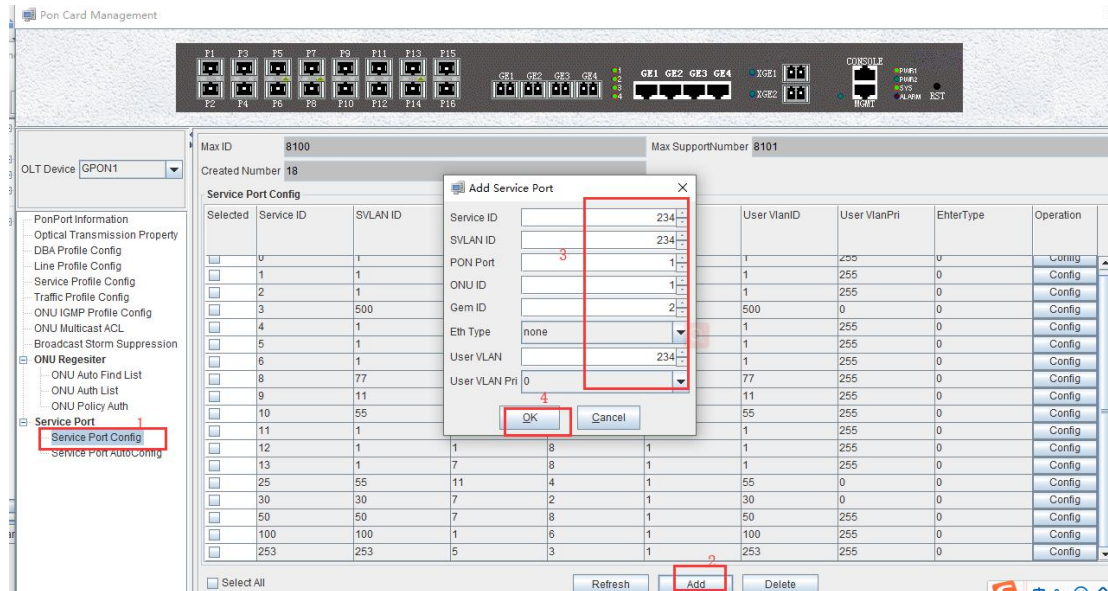 Pon Card Management
P1 P3 P5 P7 P9 P11 P13 P15
GE1 GE2 GE3 GE4
1
2
3
4
GE1 GE2 GE3 GE4
XGE1
XGE2
CONSOLE
MGMT
PWR1
PWR2
SYS
ALARM
RST
P2 P4 P6 P8 P10 P12 P14 P16
OLT Device GPON1
Max ID 8100 Max SupportNumber 8101
Created Number 18
PonPort Information
Optical Transmission Property
DBA Profile Config
Line Profile Config
Service Profile Config
Traffic Profile Config
ONU IGMP Profile Config
ONU Multicast ACL
Broadcast Storm Suppression
ONU Regesiter
ONU Auto Find List
ONU Auth List
ONU Policy Auth
Service Port
1
Service Port Config
Service Port AutoConfig
Service Port Config
Selected Service ID SVLAN ID User VlanID User VlanPri EhterType Operation
0 1 1 255 0 Config
1 1 1 255 0 Config
2 1 1 255 0 Config
3 500 500 0 0 Config
4 1 1 255 0 Config
5 1 1 255 0 Config
6 1 1 255 0 Config
8 77 77 255 0 Config
9 11 11 255 0 Config
10 55 55 255 0 Config
11 1 1 255 0 Config
12 1 1 8 1 1 255 0 Config
13 1 7 8 1 1 255 0 Config
25 55 11 4 1 55 0 0 Config
30 30 7 2 1 30 0 0 Config
50 50 7 8 1 50 255 0 Config
100 100 1 6 1 100 255 0 Config
253 253 5 3 1 253 255 0 Config
Add Service Port
Service ID 234
SVLAN ID 234
3
PON Port 1
ONU ID 1
Gem ID 2
Eth Type none
User VLAN 234
User VLAN Pri 0
4
OK Cancel
2
Select All Refresh Add Delete